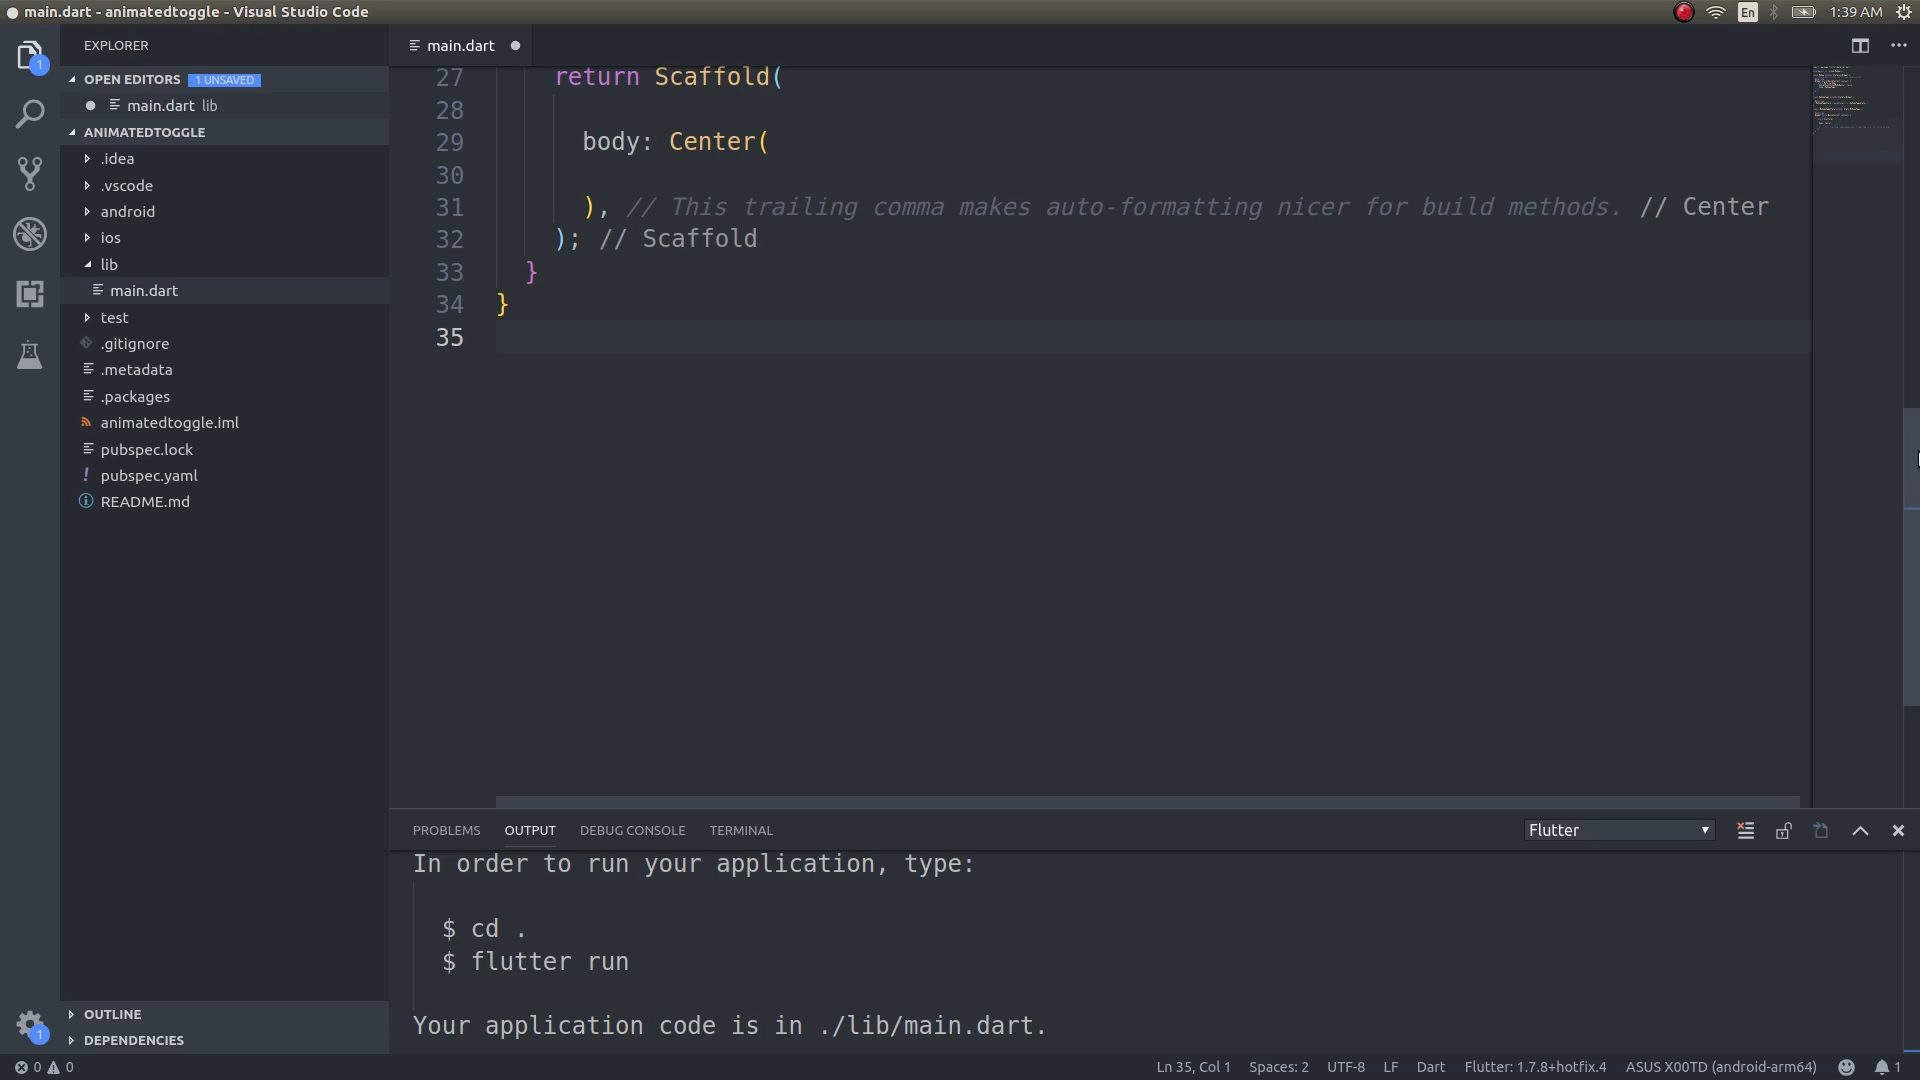 main.dart - animatedtoggle - Visual Studio Code
En
1:39 AM
EXPLORER
OPEN EDITORS 1 UNSAVED
main.dart lib
ANIMATEDTOGGLE
.idea
.vscode
android
ios
lib
main.dart
test
.gitignore
.metadata
.packages
animatedtoggle.iml
pubspec.lock
! pubspec.yaml
README.md
OUTLINE
DEPENDENCIES
1
1
main.dart
27 return Scaffold(
28
29 body: Center(
30
31 ), // This trailing comma makes auto-formatting nicer for build methods. // Center
32 ); // Scaffold
33 }
34 }
35
PROBLEMS OUTPUT DEBUG CONSOLE TERMINAL
Flutter
In order to run your application, type:
$ cd .
$ flutter run
Your application code is in ./lib/main.dart.
0 0
Ln 35, Col 1 Spaces: 2 UTF-8 LF Dart Flutter: 1.7.8+hotfix.4 ASUS X00TD (android-arm64) 1